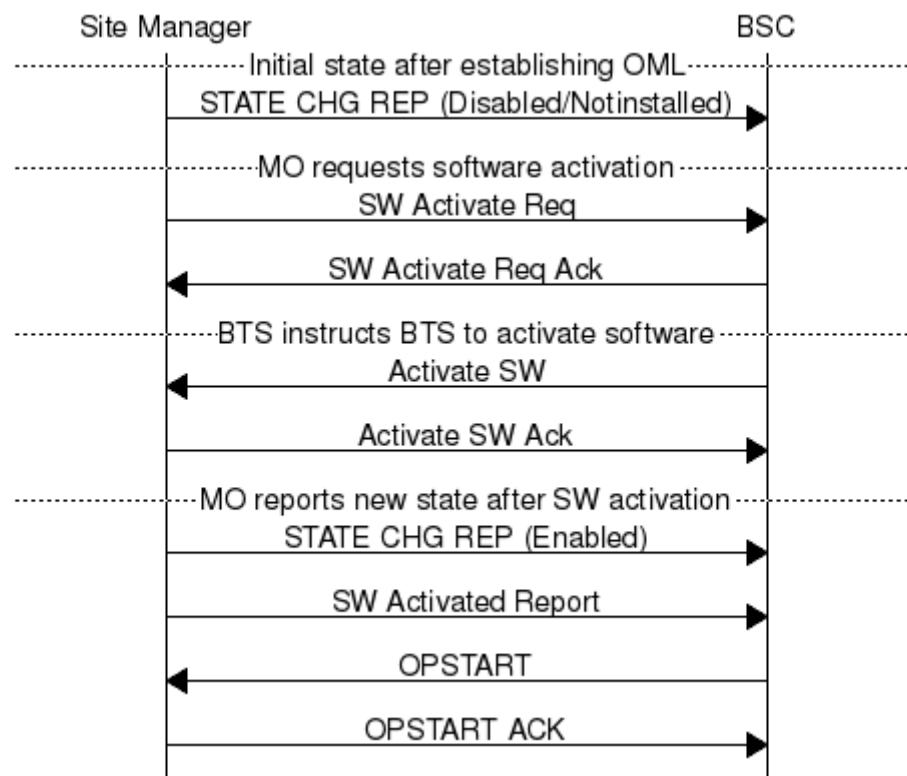 Site Manager
BSC
Initial state after establishing OML
STATE CHG REP (Disabled/Notinstalled)
MO requests software activation
SW Activate Req
SW Activate Req Ack
BTS instructs BTS to activate software
Activate SW
Activate SW Ack
MO reports new state after SW activation
STATE CHG REP (Enabled)
SW Activated Report
OPSTART
OPSTART ACK